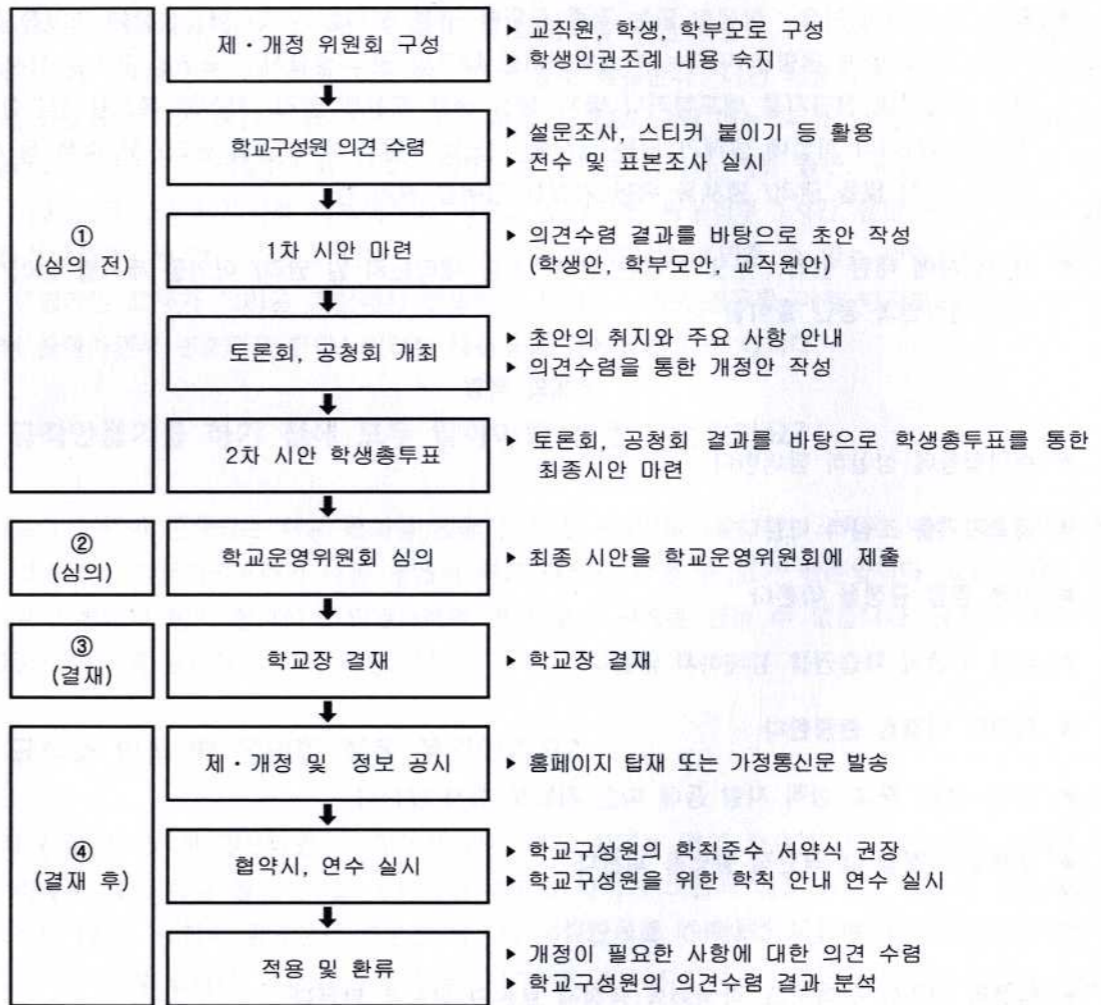 제·개정 위원회 구성
▶ 교직원, 학생, 학부모로 구성
▶ 학생인권조례 내용 숙지
학교구성원 의견 수렴
▶ 설문조사, 스티커 붙이기 등 활용
▶ 전수 및 표본조사 실시
①
(심의 전)
1차 시안 마련
▶ 의견수렴 결과를 바탕으로 초안 작성
(학생안, 학부모안, 교직원안)
토론회, 공청회 개최
▶ 초안의 취지와 주요 사항 안내
▶ 의견수렴을 통한 개정안 작성
2차 시안 학생총투표
▶ 토론회, 공청회 결과를 바탕으로 학생총투표를 통한
최종시안 마련
②
(심의)
학교운영위원회 심의
▶ 최종 시안을 학교운영위원회에 제출
③
(결재)
학교장 결재
▶ 학교장 결재
제·개정 및 정보 공시
▶ 홈페이지 탑재 또는 가정통신문 발송
④
(결재 후)
협약시, 연수 실시
▶ 학교구성원의 학칙준수 서약식 권장
▶ 학교구성원을 위한 학칙 안내 연수 실시
적용 및 환류
▶ 개정이 필요한 사항에 대한 의견 수렴
▶ 학교구성원의 의견수렴 결과 분석